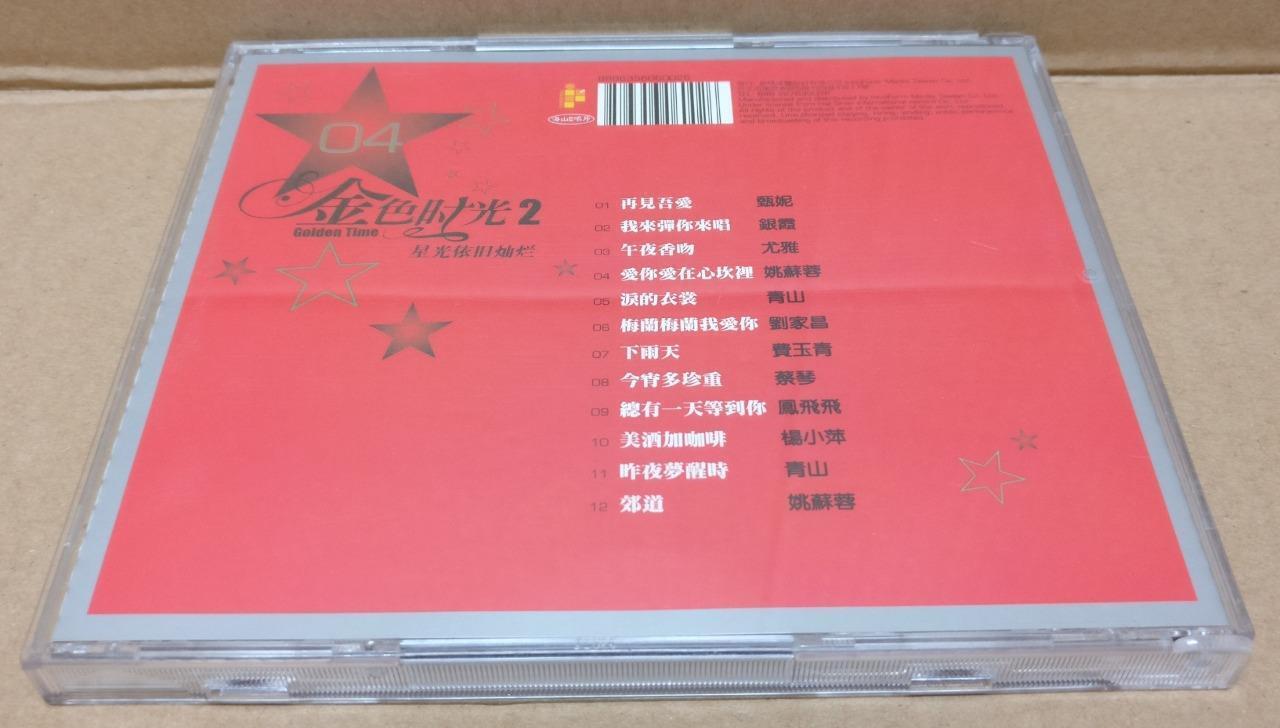 04
金色时光 2
Golden Time
星光依旧灿烂
海山唱片
01 再見吾愛 甄妮
02 我來彈你來唱 銀霞
03 午夜香吻 尤雅
04 愛你愛在心坎裡 姚蘇蓉
05 淚的衣裳 青山
06 梅蘭梅蘭我愛你 劉家昌
07 下雨天 費玉青
08 今宵多珍重 蔡琴
09 總有一天等到你 鳳飛飛
10 美酒加咖啡 楊小萍
11 昨夜夢醒時 青山
12 郊道 姚蘇蓉